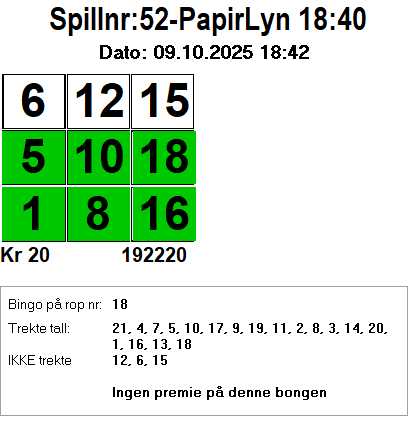 Spillnr:52-PapirLyn 18:40
Dato: 09.10.2025 18:42
6 12 15
5 10 18
1 8 16
Kr 20 192220
Bingo på rop nr: 18
Trekte tall: 21, 4, 7, 5, 10, 17, 9, 19, 11, 2, 8, 3, 14, 20,
1, 16, 13, 18
IKKE trekte 12, 6, 15
Ingen premie på denne bongen